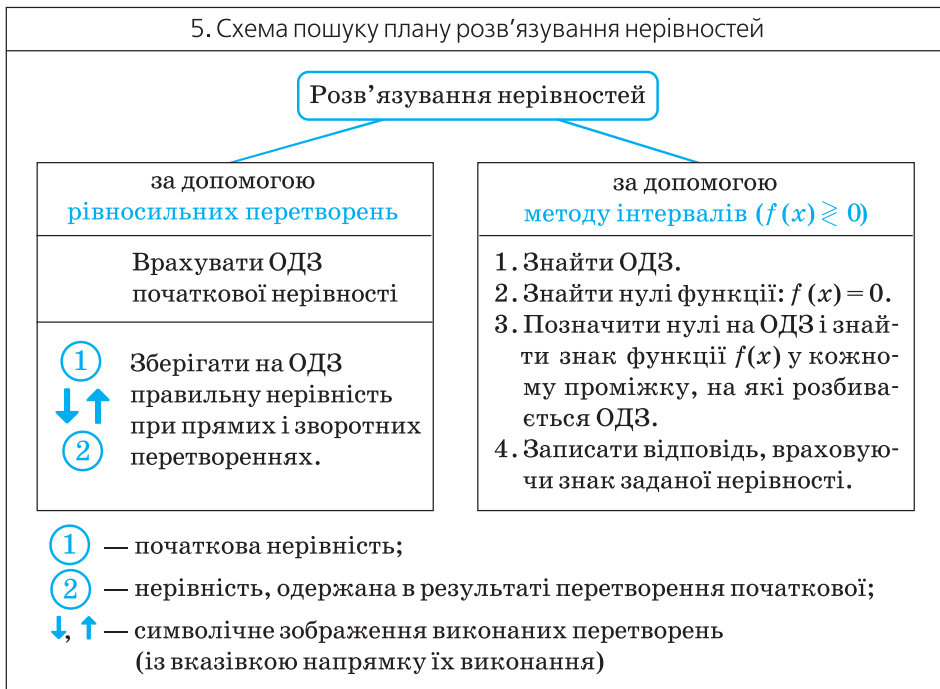 5. Схема пошуку плану розв’язування нерівностей
Розв’язування нерівностей
за допомогою
рівносильних перетворень
Врахувати ОДЗ
початкової нерівності
1
2
Зберігати на ОДЗ
правильну нерівність
при прямих і зворотних
перетвореннях.
за допомогою
методу інтервалів (f (x) ≷ 0)
1. Знайти ОДЗ.
2. Знайти нулі функції: f (x) = 0.
3. Позначити нулі на ОДЗ і знай-
ти знак функції f(x) у кожно-
му проміжку, на які розбива-
ється ОДЗ.
4. Записати відповідь, враховую-
чи знак заданої нерівності.
1 — початкова нерівність;
2 — нерівність, одержана в результаті перетворення початкової;
↓, ↑ — символічне зображення виконаних перетворень
(із вказівкою напрямку їх виконання)